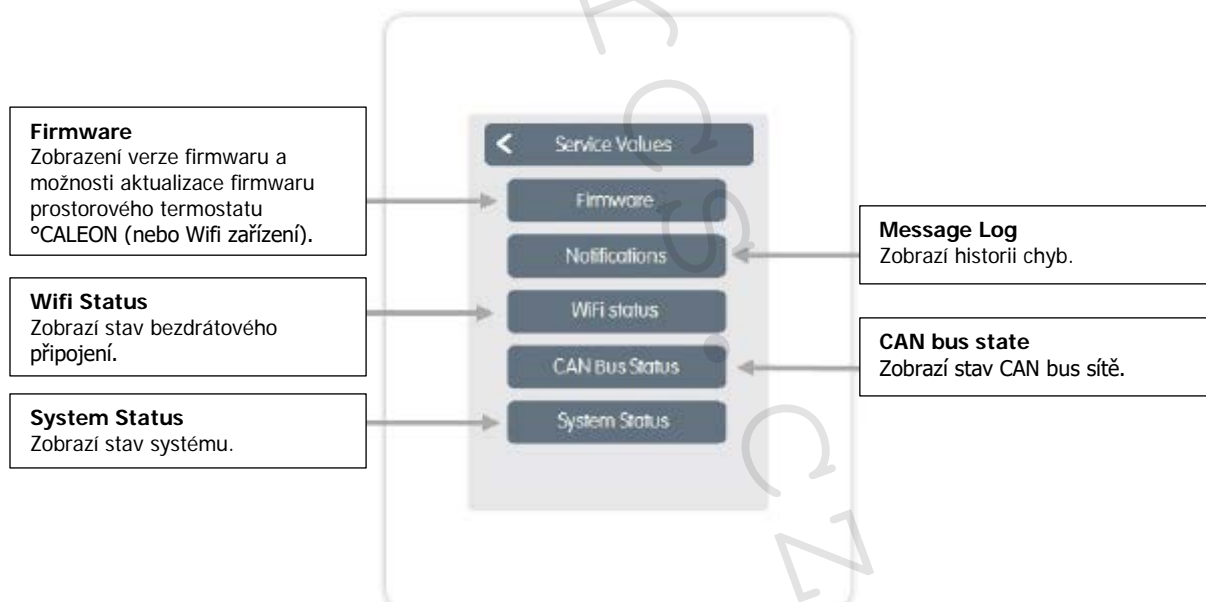 Firmware
Zobrazení verze firmwaru a
možnosti aktualizace firmwaru
prostorového termostatu
°CALEON (nebo Wifi zařízení).
Wifi Status
Zobrazí stav bezdrátového
připojení.
System Status
Zobrazí stav systému.
Service Values
Firmware
Notifications
WiFi status
CAN Bus Status
System Status
Message Log
Zobrazí historii chyb.
CAN bus state
Zobrazí stav CAN bus sítě.
ACS.CZ